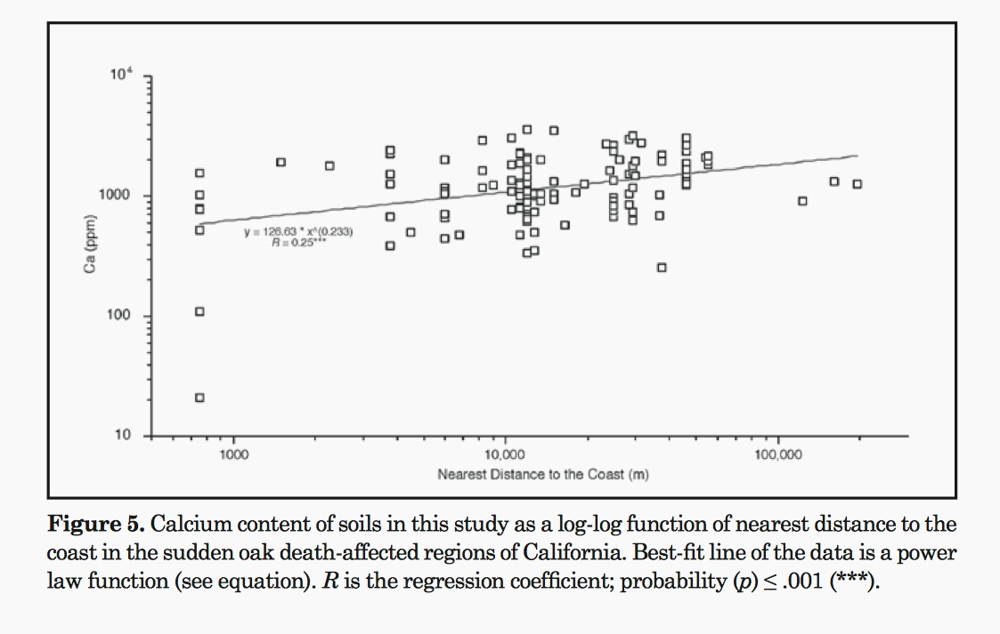 10⁴
1000
100
10
Ca (ppm)
y = 126.63 * x^(0.233)
R = 0.25***
1000
10,000
100,000
Nearest Distance to the Coast (m)
Figure 5. Calcium content of soils in this study as a log-log function of nearest distance to the
coast in the sudden oak death-affected regions of California. Best-fit line of the data is a power
law function (see equation). R is the regression coefficient; probability (p) ≤ .001 (***).